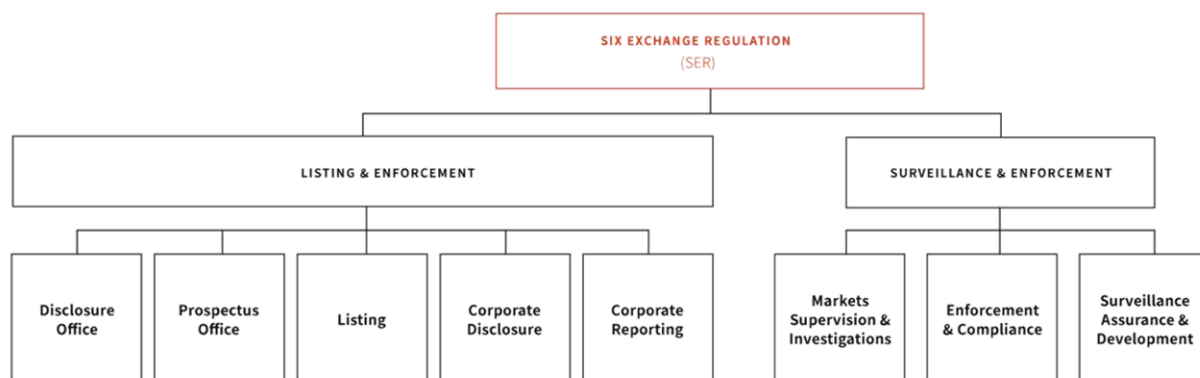 SIX EXCHANGE REGULATION
(SER)
LISTING & ENFORCEMENT
SURVEILLANCE & ENFORCEMENT
Disclosure
Office
Prospectus
Office
Listing
Corporate
Disclosure
Corporate
Reporting
Markets
Supervision &
Investigations
Enforcement
& Compliance
Surveillance
Assurance &
Development